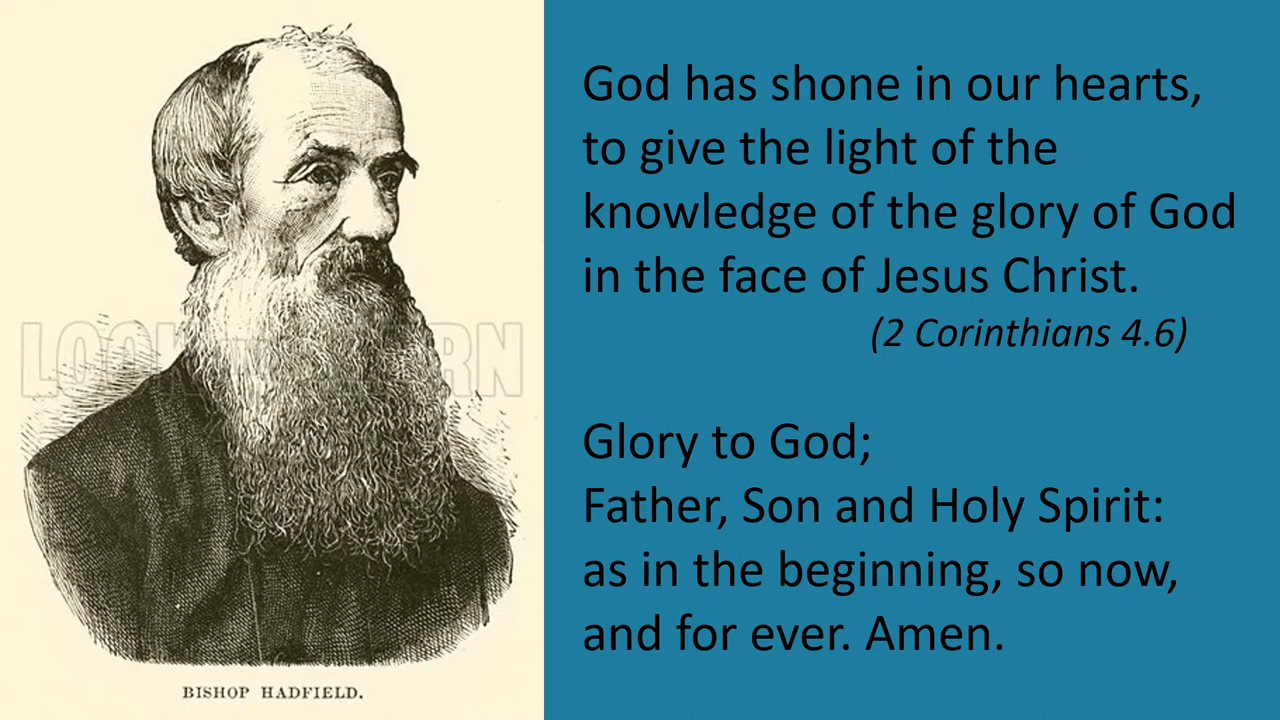 God has shone in our hearts,
to give the light of the
knowledge of the glory of God
in the face of Jesus Christ.
(2 Corinthians 4.6)
Glory to God;
Father, Son and Holy Spirit:
as in the beginning, so now,
and for ever. Amen.
BISHOP HADFIELD.